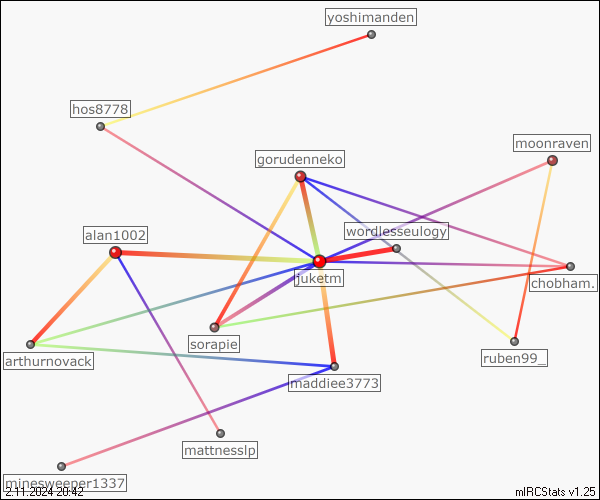 yoshimanden
hos8778
moonraven
gorudenneko
wordlesseulogy
alan1002
juketm
chobham.
sorapie
arthurnovack
ruben99_
maddiee3773
mattnesslp
minesweeper1337
2.11.2024 20:42
mIRCStats v1.25